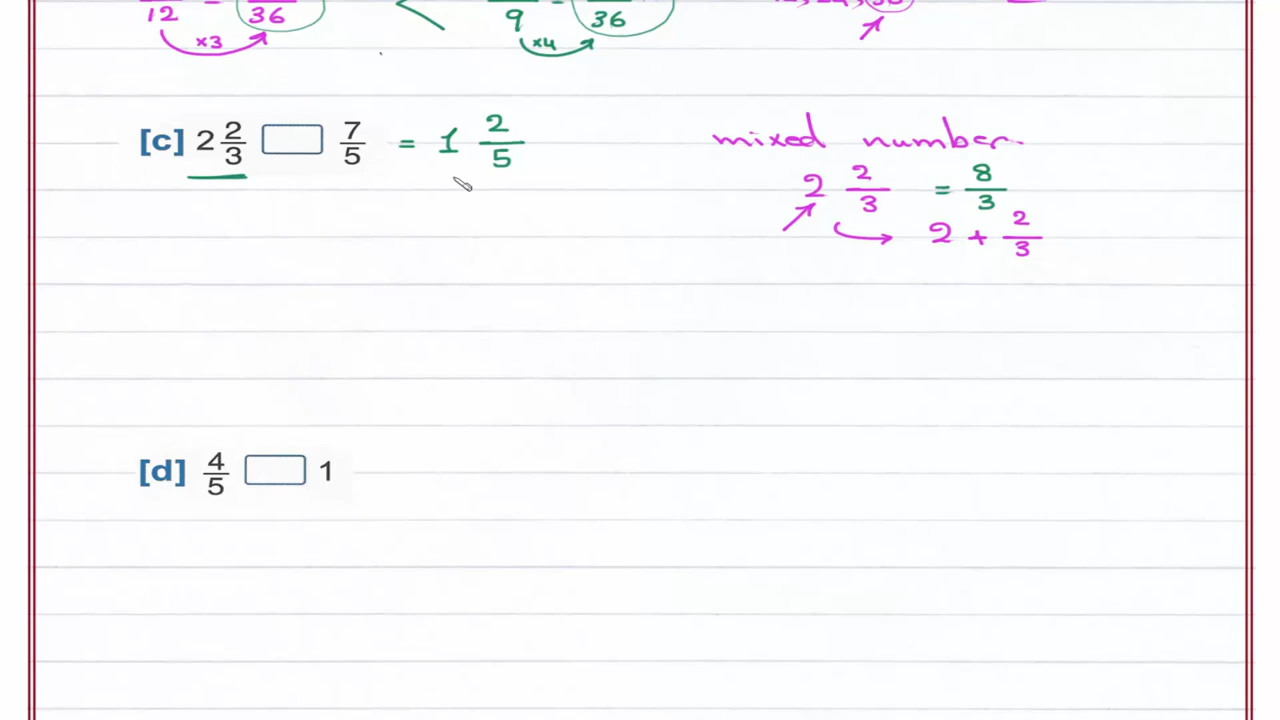 12 = 36 < 9 = 36
×3 ×4
[c] 2 2/3 □ 7/5 = 1 2/5
mixed number.
2 2/3 = 8/3
2 + 2/3
[d] 4/5 □ 1